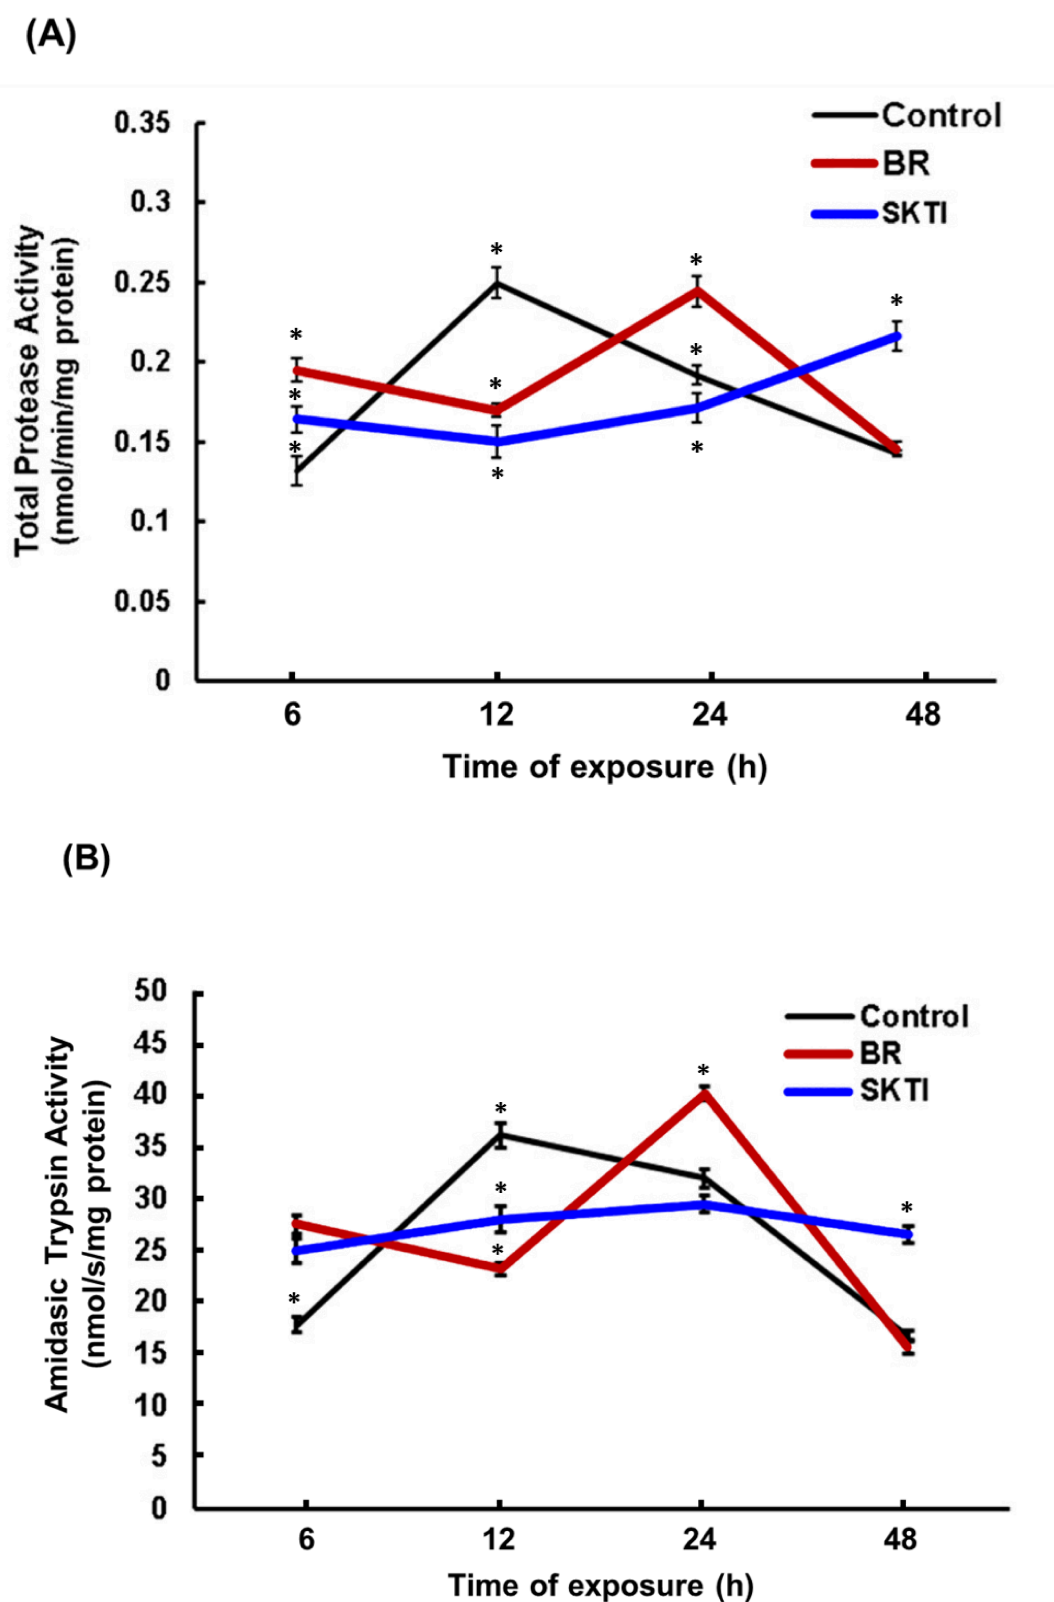 (A)
Control
BR
SKTI
Total Protease Activity
(nmol/min/mg protein)
0.35
0.3
0.25
0.2
0.15
0.1
0.05
0
* * * * * * * * * *
6 12 24 48
Time of exposure (h)
(B)
Control
BR
SKTI
Amidasic Trypsin Activity
(nmol/s/mg protein)
50
45
40
35
30
25
20
15
10
5
0
* * * * * *
6 12 24 48
Time of exposure (h)